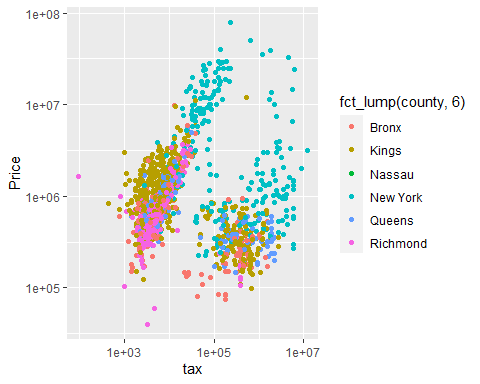 1e+08
1e+07
1e+06
1e+05
Price
1e+03
1e+05
1e+07
tax
fct_lump(county, 6)
Bronx
Kings
Nassau
New York
Queens
Richmond